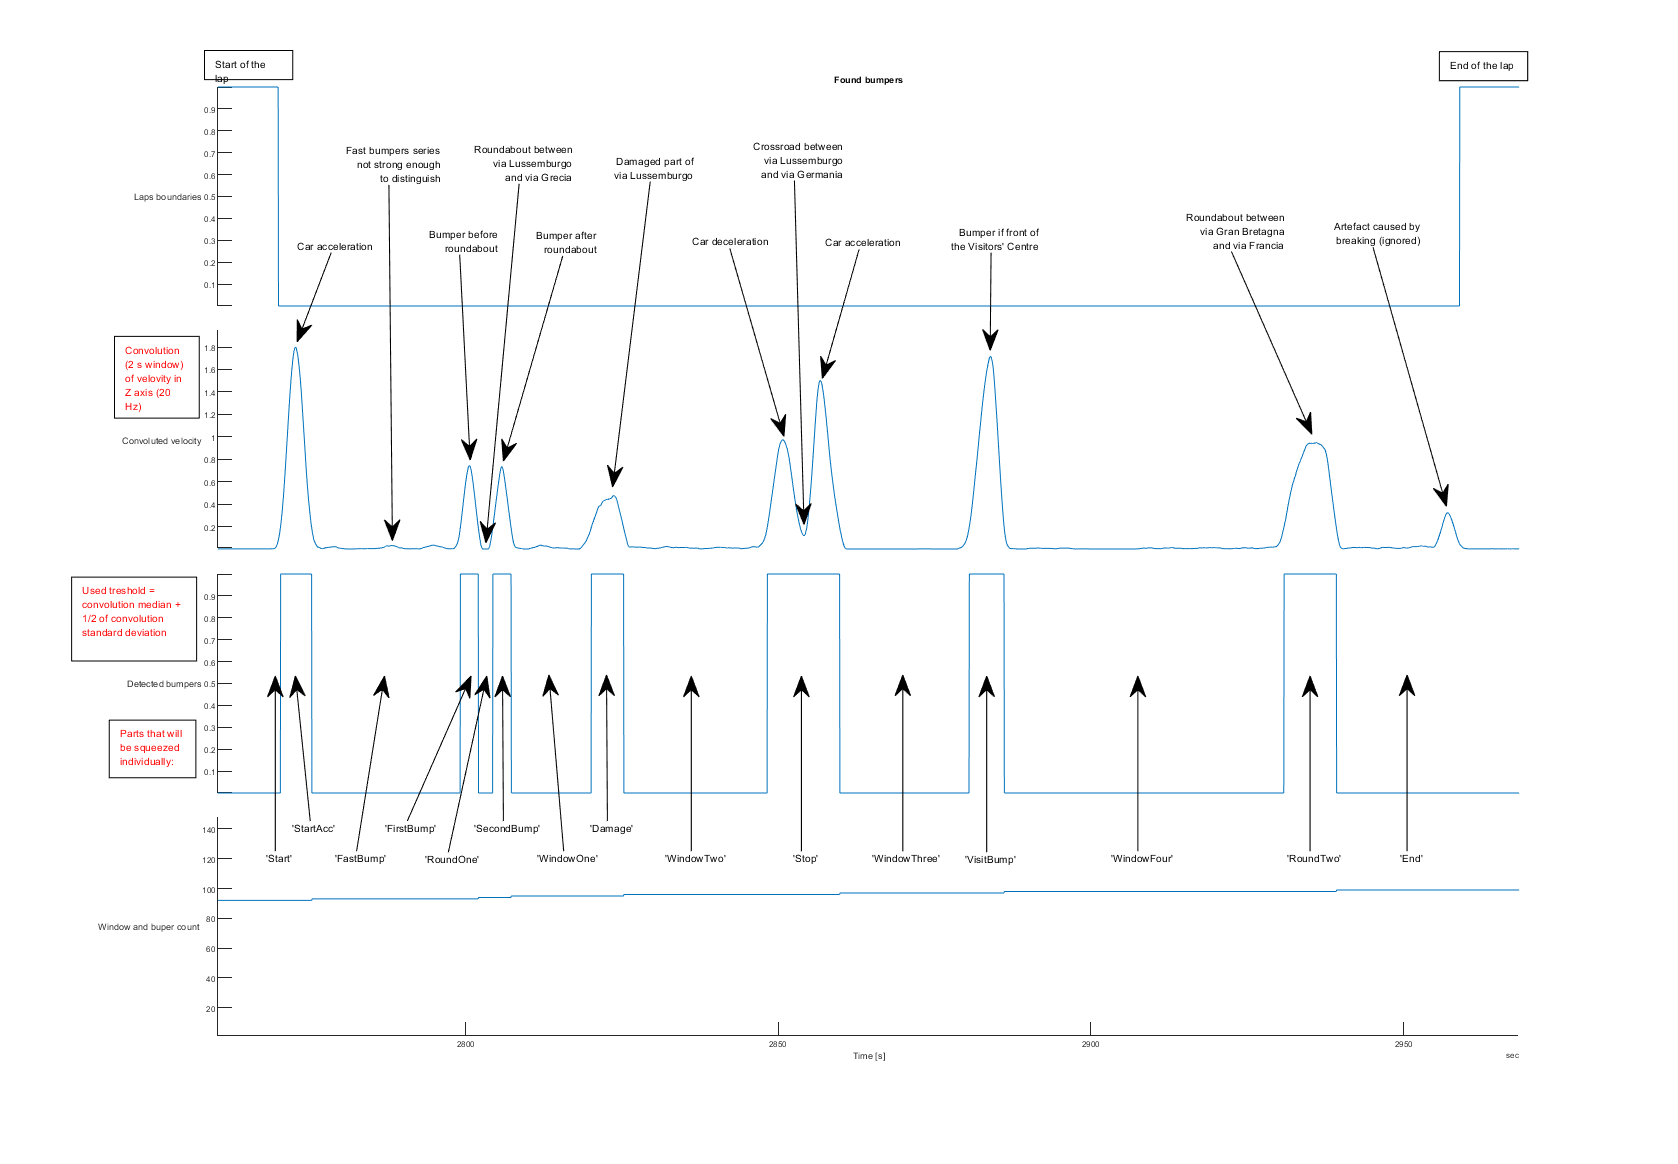 Start of the
lap
Found bumpers
End of the lap
0.9
0.8
0.7
0.6
Laps boundaries 0.5
0.4
0.3
0.2
0.1
Fast bumpers series
not strong enough
to distinguish
Roundabout between
via Lussemburgo
and via Grecia
Damaged part of
via Lussemburgo
Crossroad between
via Lussemburgo
and via Germania
Car acceleration
Bumper before
roundabout
Bumper after
roundabout
Car deceleration
Car acceleration
Bumper if front of
the Visitors' Centre
Roundabout between
via Gran Bretagna
and via Francia
Artefact caused by
breaking (ignored)
Convolution
(2 s window)
of velovity in
Z axis (20
Hz)
1.8
1.6
1.4
1.2
Convoluted velocity 1
0.8
0.6
0.4
0.2
Used treshold =
convolution median +
1/2 of convolution
standard deviation
0.9
0.8
0.7
0.6
Detected bumpers 0.5
0.4
0.3
0.2
0.1
Parts that will
be squeezed
individually:
'StartAcc'
'FirstBump'
'SecondBump'
'Damage'
'Start'
'FastBump'
'RoundOne'
'WindowOne'
'WindowTwo'
'Stop'
'WindowThree'
'VisitBump'
'WindowFour'
'RoundTwo'
'End'
140
120
100
80
Window and buper count
60
40
20
2800
2850
2900
2950
Time [s]
sec